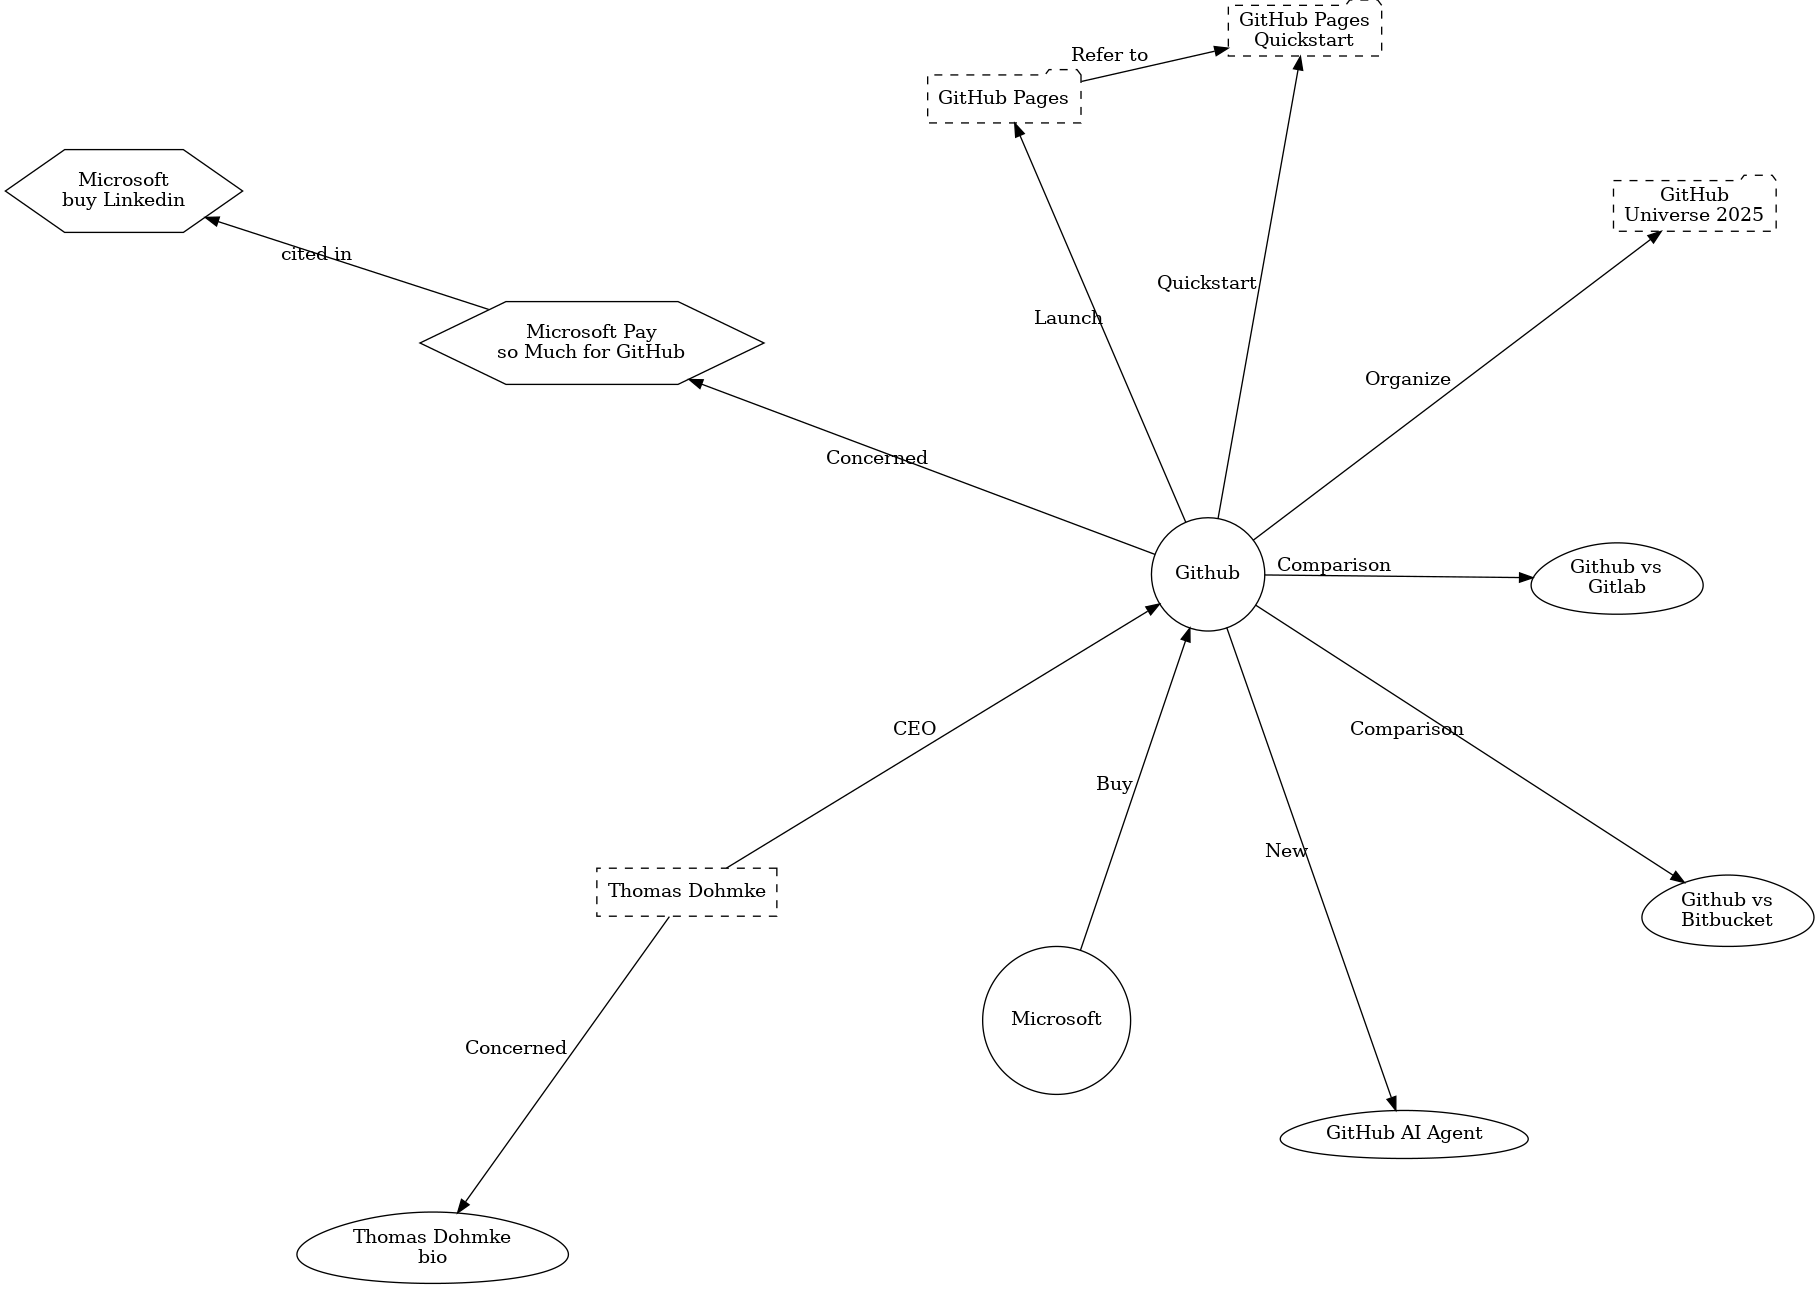 GitHub Pages
Quickstart
Refer to
GitHub Pages
Microsoft
buy Linkedin
GitHub
Universe 2025
cited in
Quickstart
Launch
Microsoft Pay
so Much for GitHub
Organize
Concerned
Github
Comparison
Github vs
Gitlab
CEO
Comparison
Buy
New
Thomas Dohmke
Github vs
Bitbucket
Microsoft
Concerned
GitHub AI Agent
Thomas Dohmke
bio